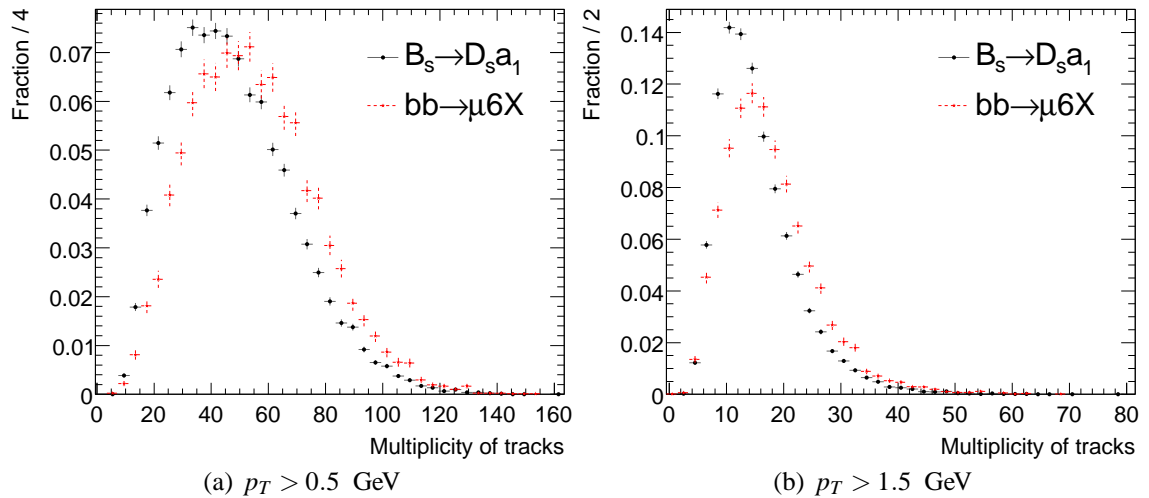 Fraction / 4
0.07
0.06
0.05
0.04
0.03
0.02
0.01
0
0 20 40 60 80 100 120 140 160
Multiplicity of tracks
Bs→Dsa1
bb→μ6X
(a) pT > 0.5 GeV
Fraction / 2
0.14
0.12
0.1
0.08
0.06
0.04
0.02
0
0 10 20 30 40 50 60 70 80
Multiplicity of tracks
Bs→Dsa1
bb→μ6X
(b) pT > 1.5 GeV